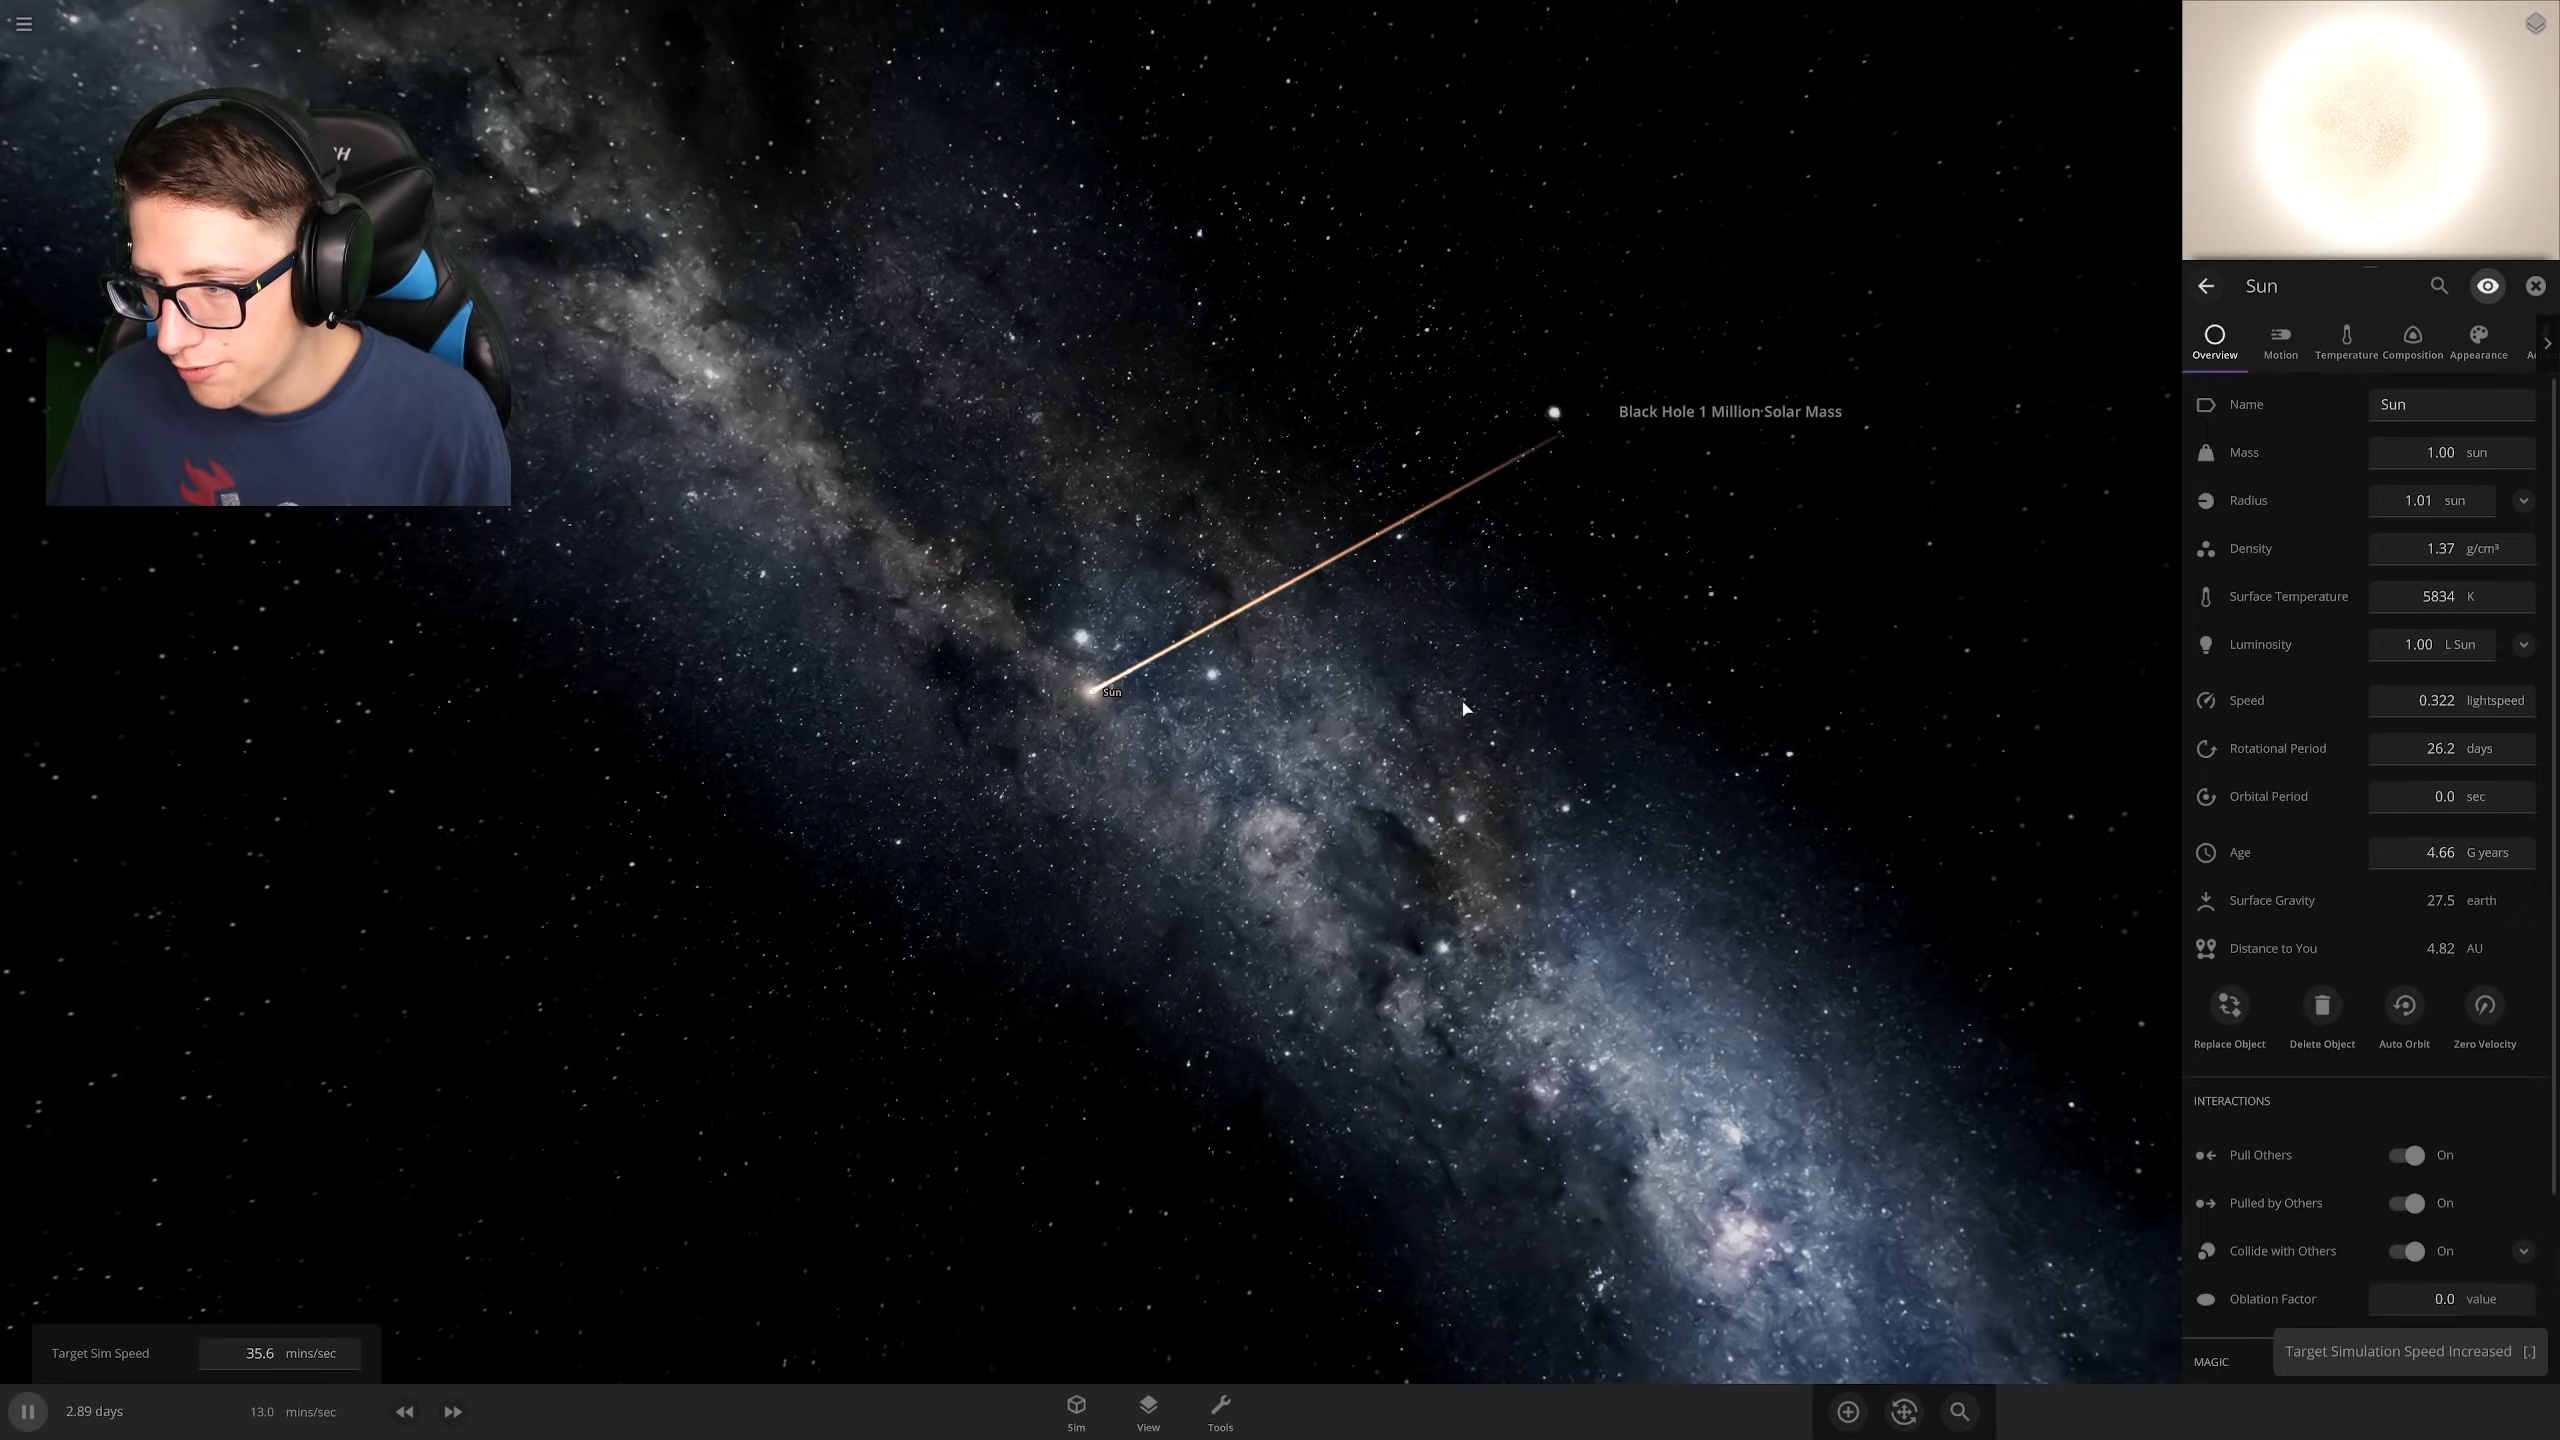 Sun
Overview
Motion
Temperature
Composition
Appearance
Name
Sun
Mass
1.00 sun
Radius
1.01 sun
Density
1.37 g/cm³
Surface Temperature
5834 K
Luminosity
1.00 L Sun
Speed
0.322 lightspeed
Rotational Period
26.2 days
Orbital Period
0.0 sec
Age
4.66 G years
Surface Gravity
27.5 earth
Distance to You
4.82 AU
Replace Object
Delete Object
Auto Orbit
Zero Velocity
INTERACTIONS
Pull Others
On
Pulled by Others
On
Collide with Others
On
Oblation Factor
0.0 value
MAGIC
Target Simulation Speed Increased [.]
Black Hole 1 Million Solar Mass
Sun
Target Sim Speed
35.6 mins/sec
2.89 days
13.0 mins/sec
Sim
View
Tools